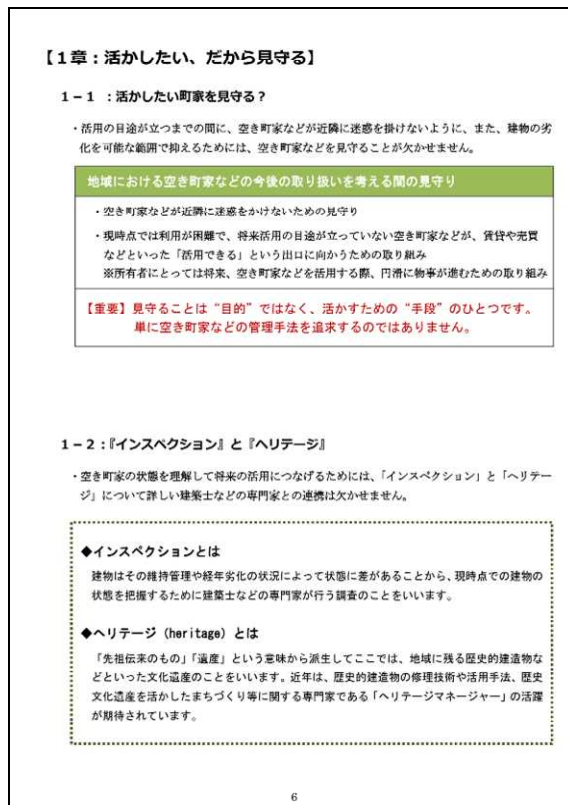 【1章：活かしたい、だから見守る】
1－1 ：活かしたい町家を見守る？
・活用の目途が立つまでの間に、空き町家などが近隣に迷惑を掛けないように、また、建物の劣
化を可能な範囲で抑えるためには、空き町家などを見守ることが欠かせません。
地域における空き町家などの今後の取り扱いを考える間の見守り
・空き町家などが近隣に迷惑をかけないための見守り
・現時点では利用が困難で、将来活用の目途が立っていない空き町家などが、賃貸や売買
などといった「活用できる」という出口に向かうための取り組み
※所有者にとっては将来、空き町家などを活用する際、円滑に物事が進むための取り組み
【重要】見守ることは“目的”ではなく、活かすための“手段”のひとつです。
単に空き町家などの管理手法を追求するのではありません。
1－2：『インスペクション』と『ヘリテージ』
・空き町家の状態を理解して将来の活用につなげるためには、「インスペクション」と「ヘリテー
ジ」について詳しい建築士などの専門家との連携は欠かせません。
◆インスペクションとは
建物はその維持管理や経年劣化の状況によって状態に差があることから、現時点での建物の
状態を把握するために建築士などの専門家が行う調査のことをいいます。
◆ヘリテージ（heritage）とは
「先祖伝来のもの」「遺産」という意味から派生してここでは、地域に残る歴史的建造物な
どといった文化遺産のことをいいます。近年は、歴史的建造物の修理技術や活用手法、歴史
文化遺産を活かしたまちづくり等に関する専門家である「ヘリテージマネージャー」の活躍
が期待されています。
6